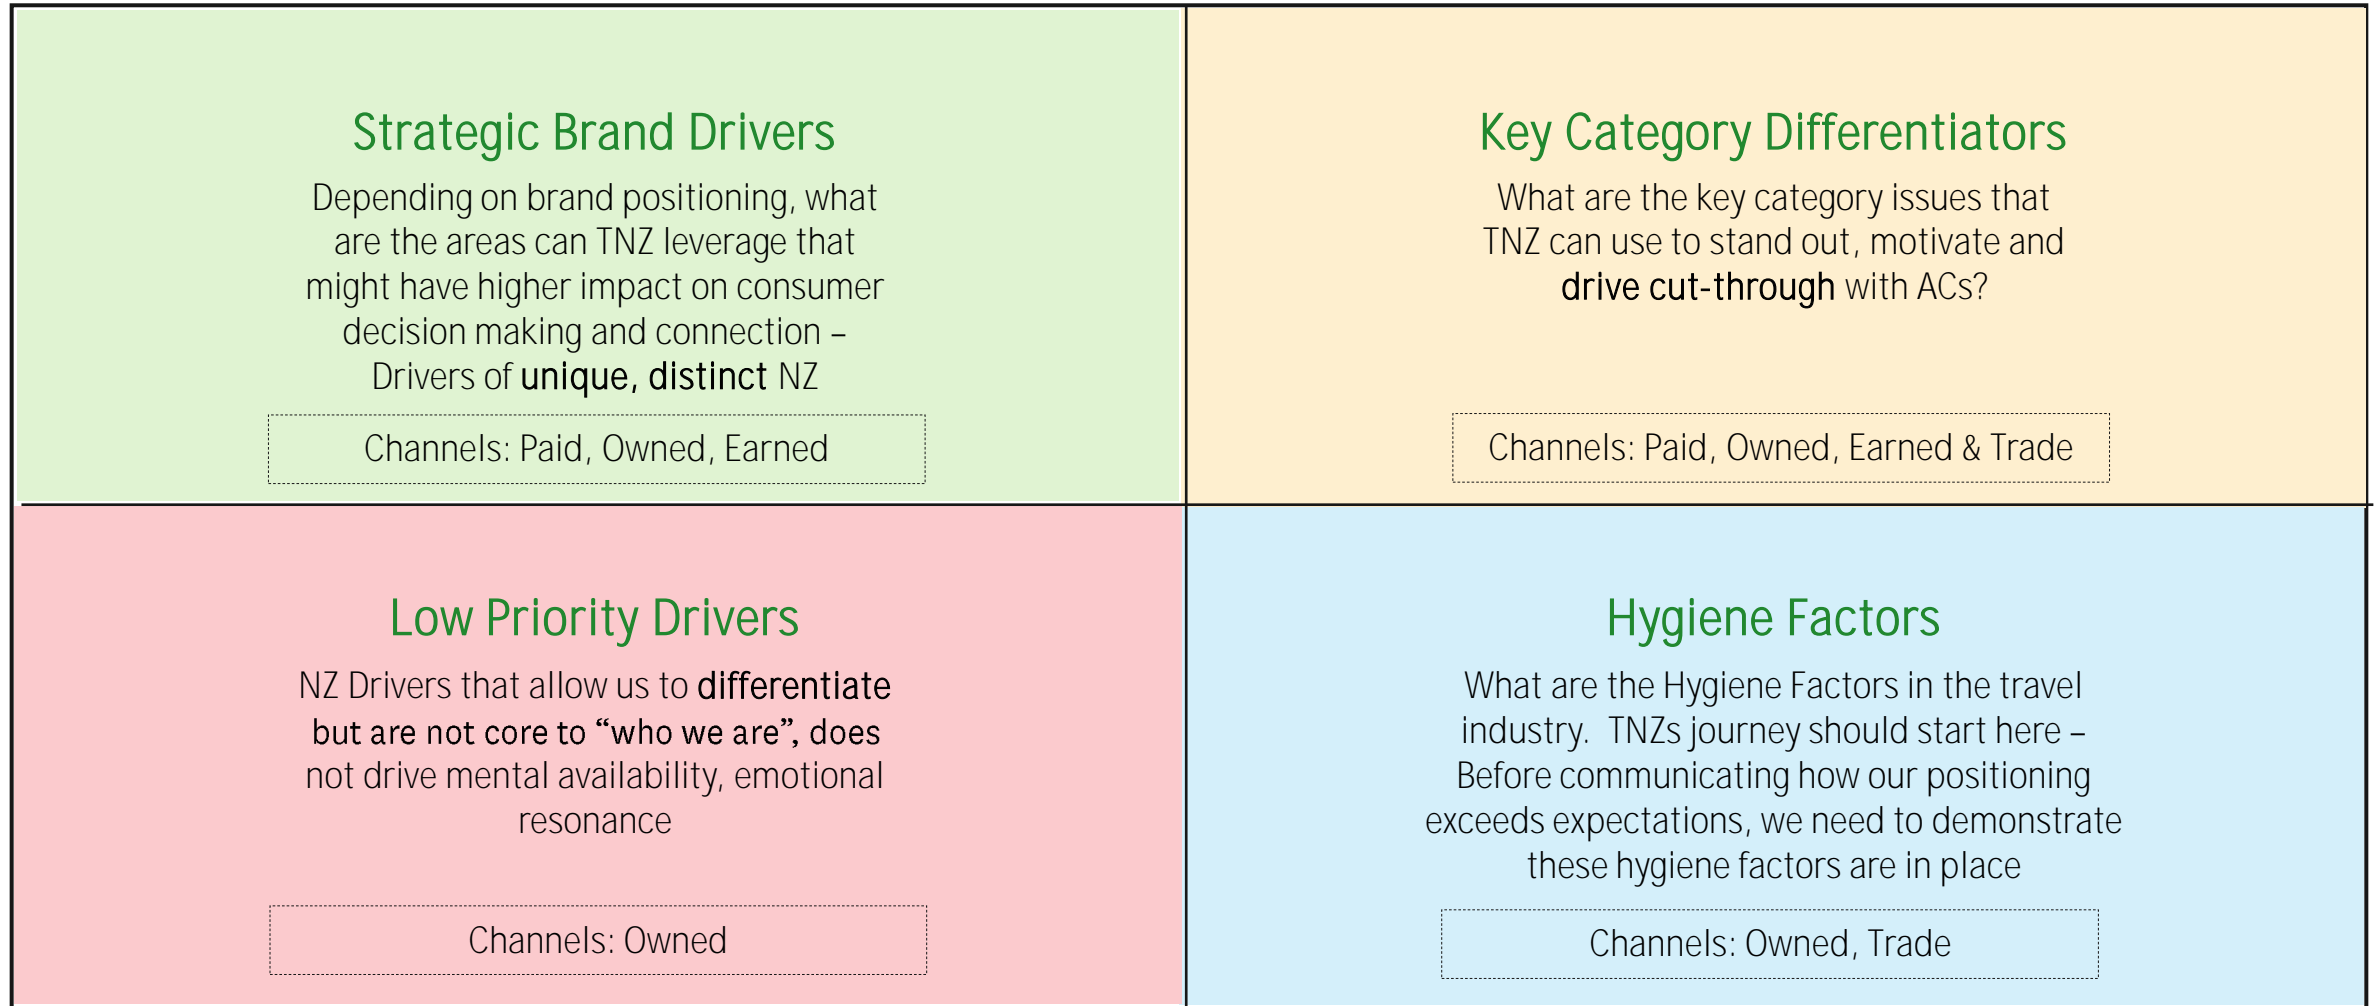 Strategic Brand Drivers
Depending on brand positioning, what
are the areas can TNZ leverage that
might have higher impact on consumer
decision making and connection –
Drivers of unique, distinct NZ
Channels: Paid, Owned, Earned
Key Category Differentiators
What are the key category issues that
TNZ can use to stand out, motivate and
drive cut-through with ACs?
Channels: Paid, Owned, Earned & Trade
Low Priority Drivers
NZ Drivers that allow us to differentiate
but are not core to “who we are”, does
not drive mental availability, emotional
resonance
Channels: Owned
Hygiene Factors
What are the Hygiene Factors in the travel
industry.  TNZs journey should start here –
Before communicating how our positioning
exceeds expectations, we need to demonstrate
these hygiene factors are in place
Channels: Owned, Trade